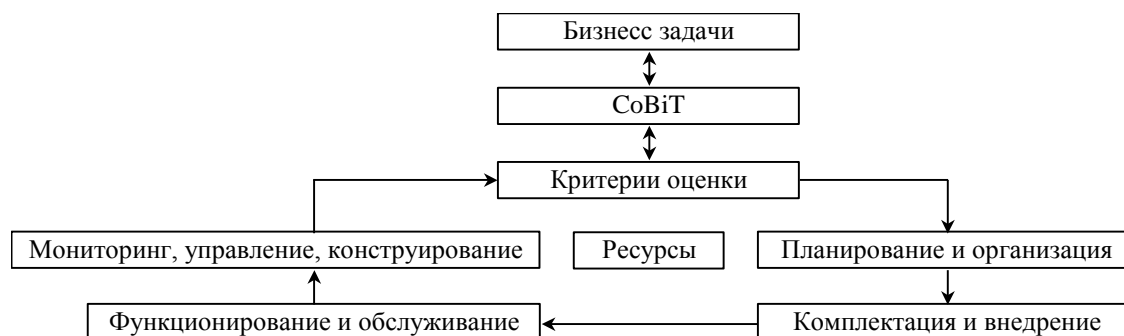 Бизнесс задачи
CoBiT
Критерии оценки
Мониторинг, управление, конструирование
Ресурсы
Планирование и организация
Функционирование и обслуживание
Комплектация и внедрение